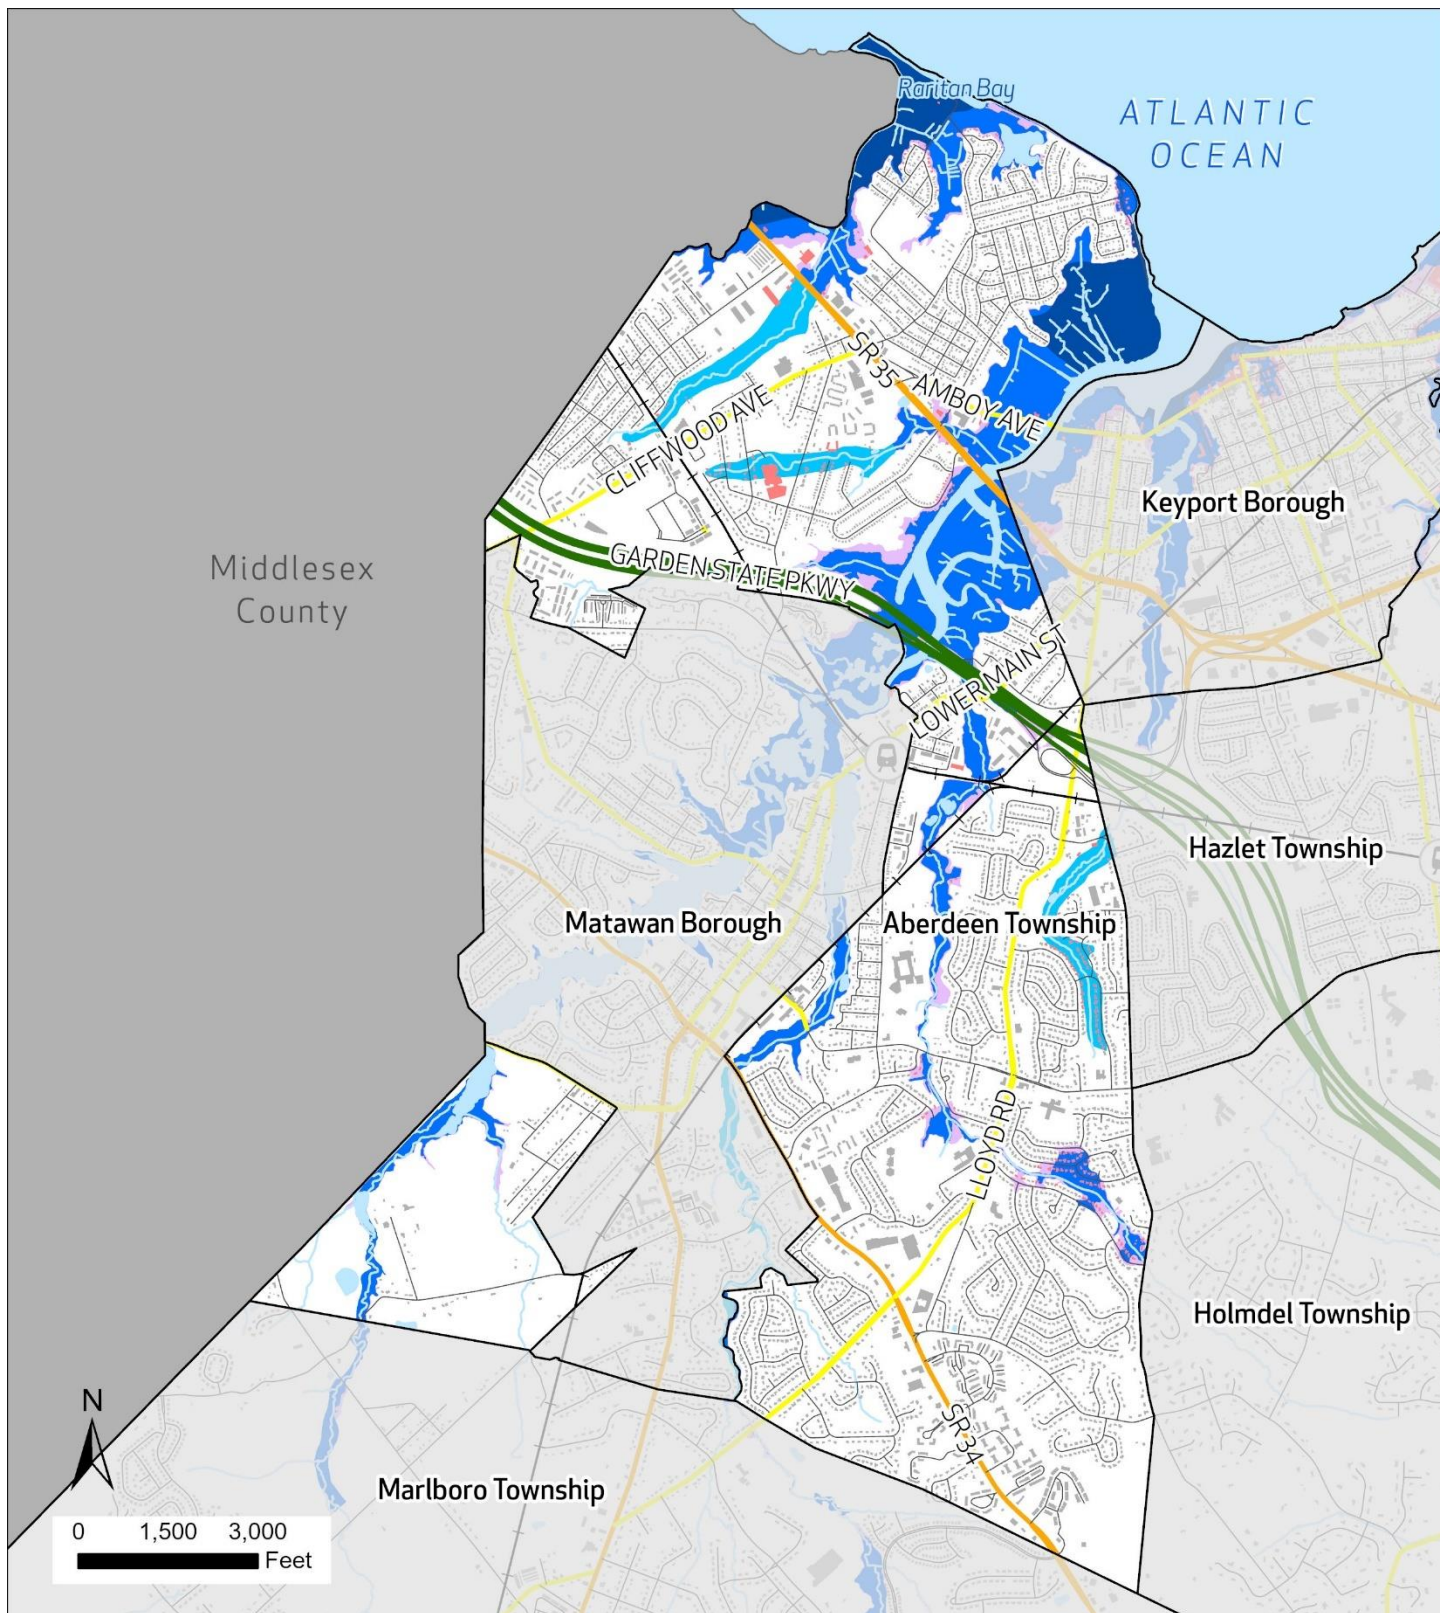 Raritan Bay
ATLANTIC
OCEAN
SR 35
AMBOY AVE
CLIFFWOOD AVE
Keyport Borough
GARDEN STATE PKWY
Middlesex
County
LOWER MAIN ST
Hazlet Township
Matawan Borough
Aberdeen Township
LLOYD RD
Holmdel Township
SR 34
N
Marlboro Township
0 1,500 3,000
Feet